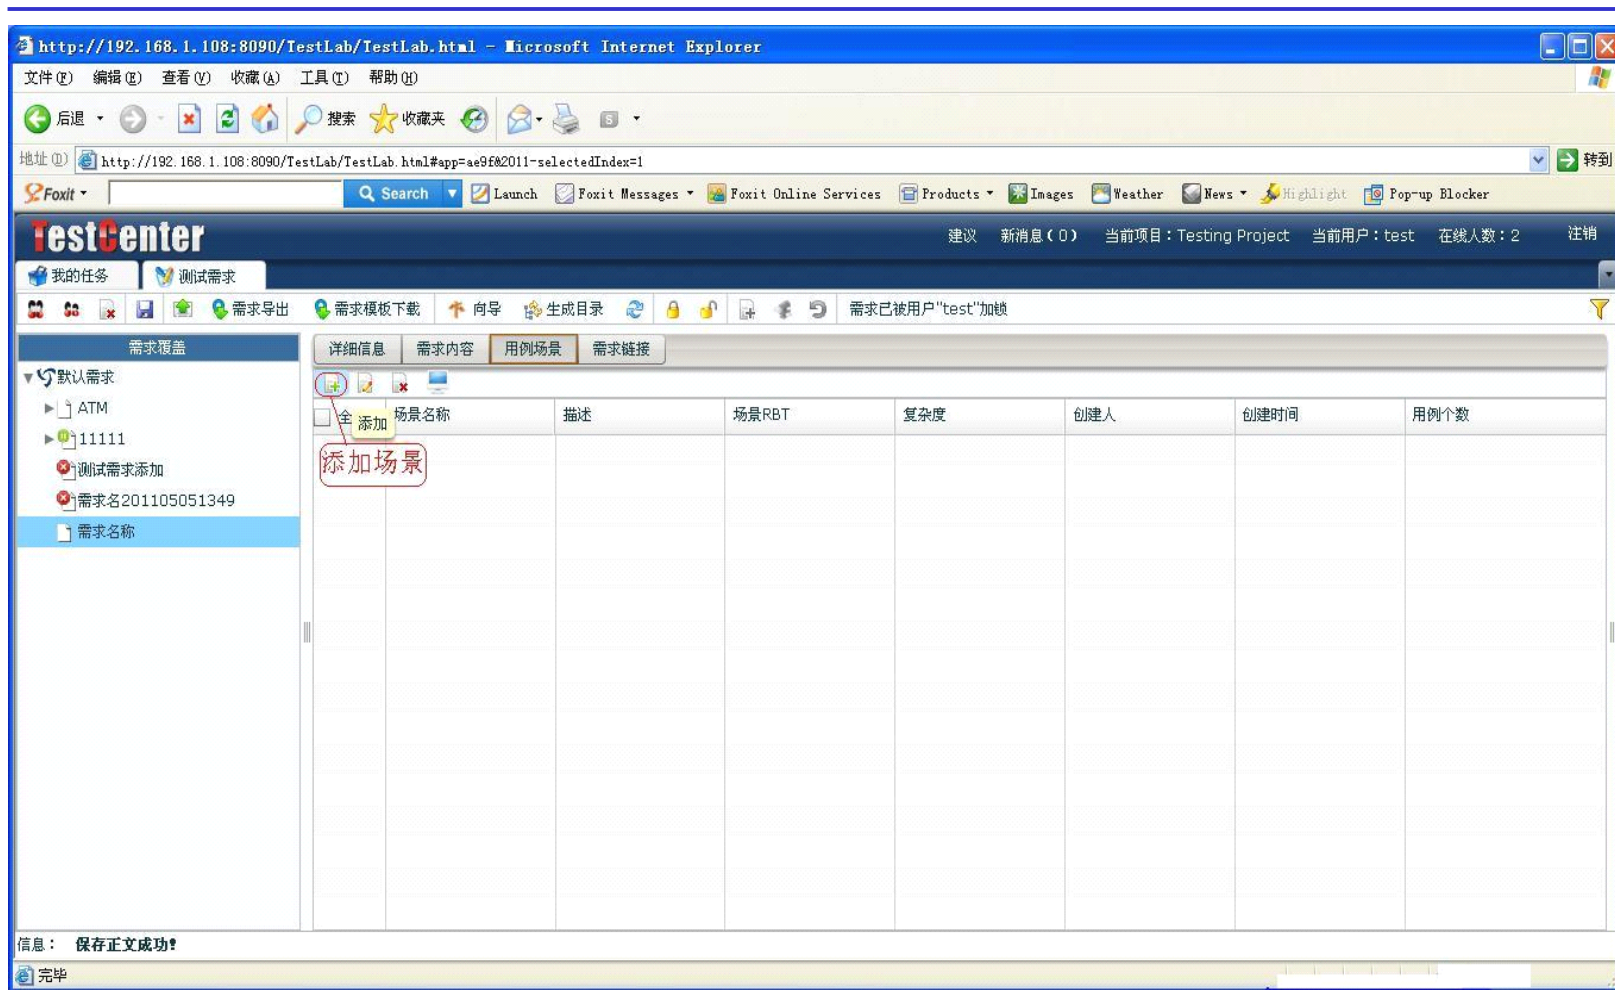 http://192.168.1.108:8090/TestLab/TestLab.html - Microsoft Internet Explorer
文件(F) 编辑(E) 查看(V) 收藏(A) 工具(T) 帮助(H)
后退 搜索 收藏夹
地址(D) http://192.168.1.108:8090/TestLab/TestLab.html#app=ae9f&2011-selectedIndex=1 转到
Foxit Search Launch Foxit Messages Foxit Online Services Products Images Weather News Highlight Pop-up Blocker
TestCenter 建议 新消息(0) 当前项目:Testing Project 当前用户:test 在线人数:2 注销
我的任务 测试需求
需求导出 需求模板下载 向导 生成目录 需求已被用户"test"加锁
需求覆盖 详细信息 需求内容 用例场景 需求链接
默认需求
ATM 全 添加 场景名称 描述 场景RBT 复杂度 创建人 创建时间 用例个数
11111
测试需求添加 添加场景
需求名201105051349
需求名称
信息: 保存正文成功!
完毕